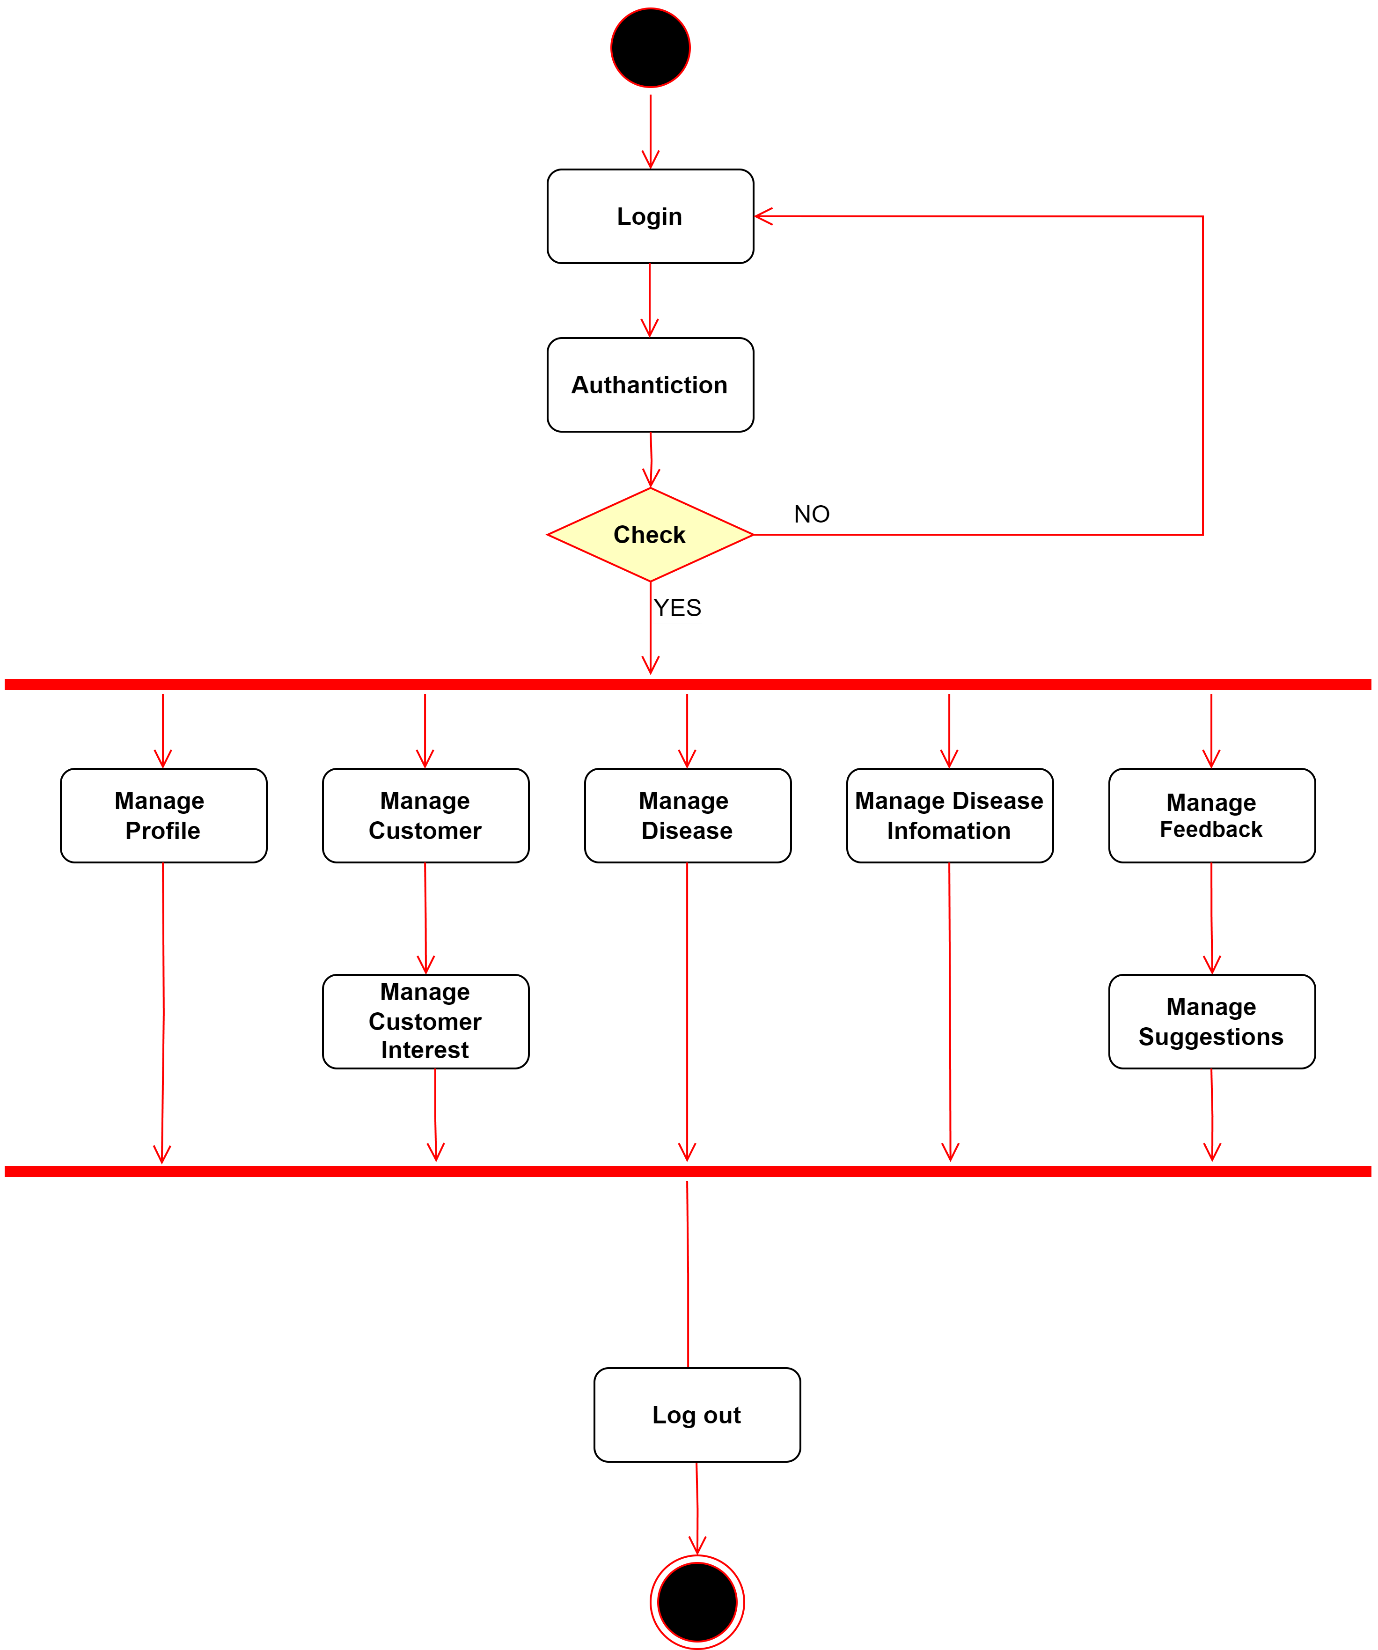 Login
Authantiction
Check
NO
YES
Manage
Profile
Manage
Customer
Manage
Disease
Manage Disease
Infomation
Manage
Feedback
Manage
Customer
Interest
Manage
Suggestions
Log out